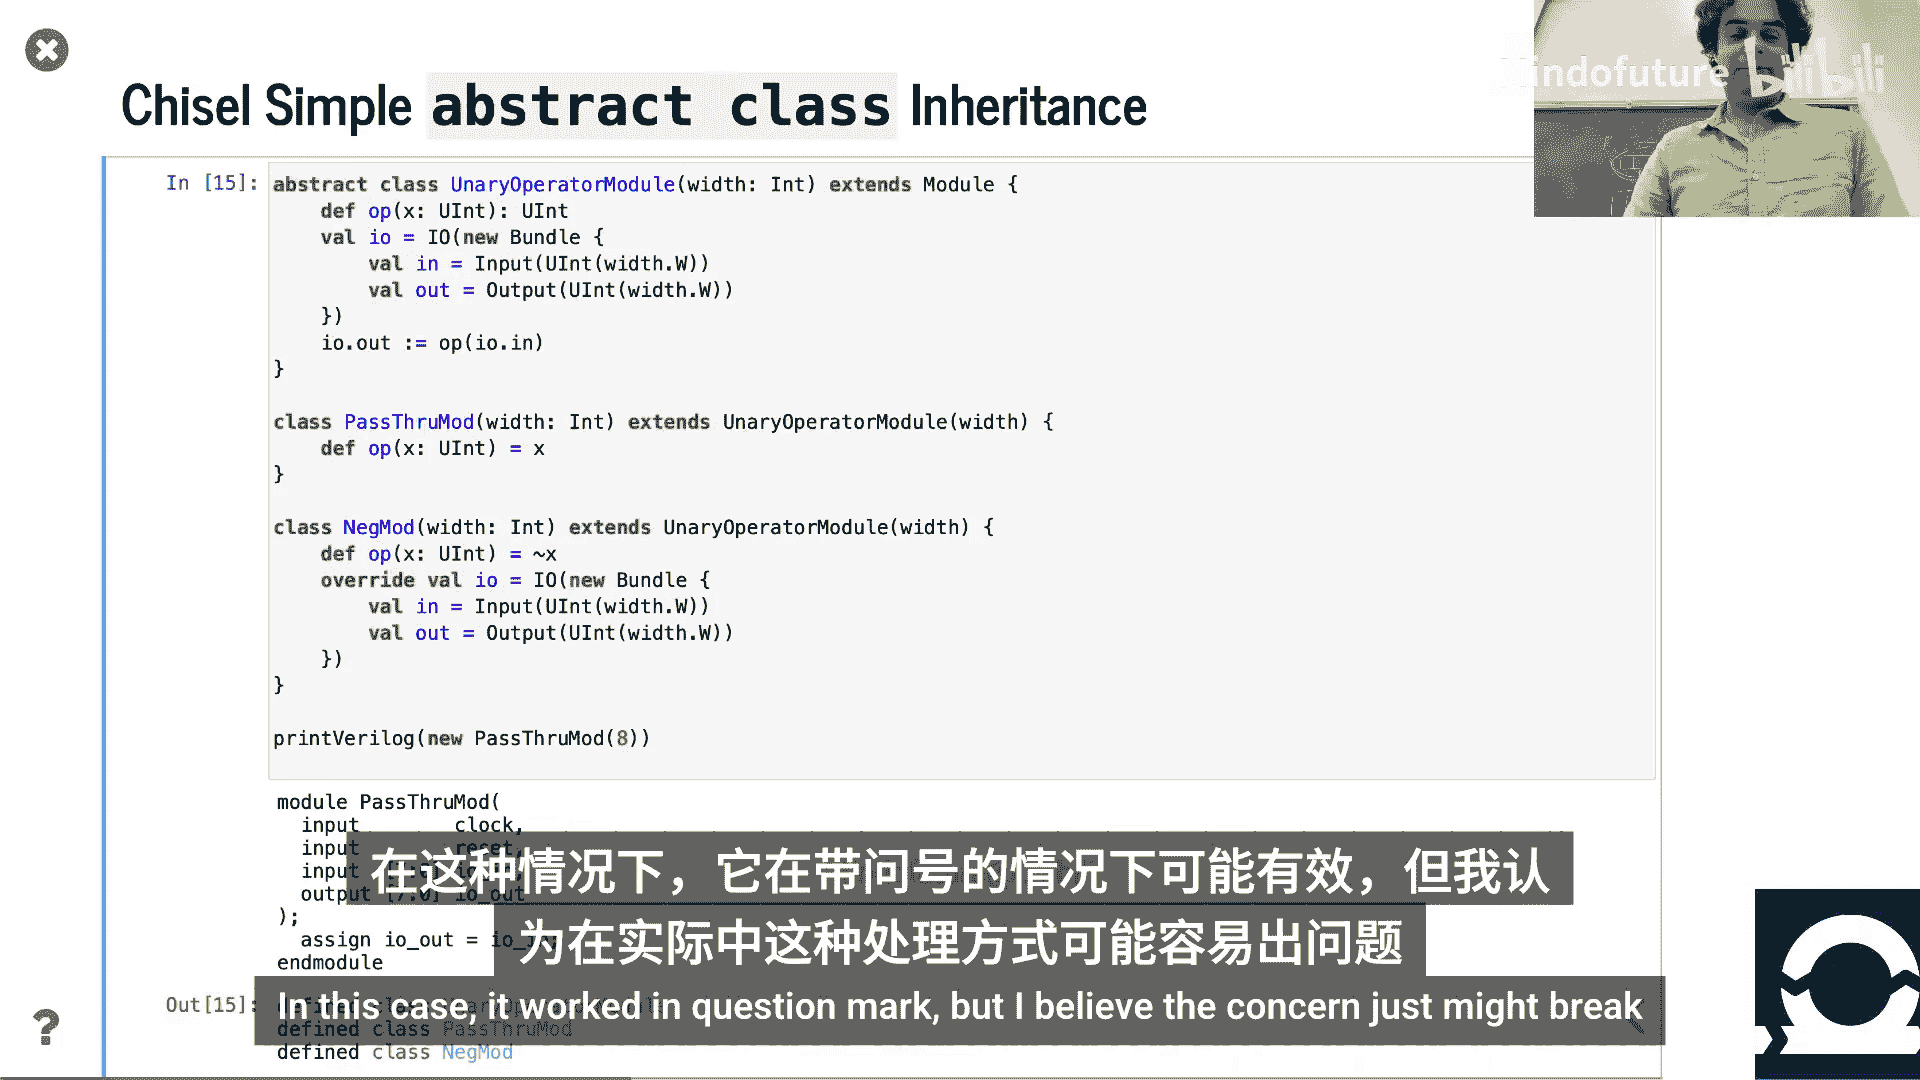 Chisel Simple abstract class Inheritance
indofuture bilibili
In [15]:
abstract class UnaryOperatorModule(width: Int) extends Module {
def op(x: UInt): UInt
val io = IO(new Bundle {
val in = Input(UInt(width.W))
val out = Output(UInt(width.W))
})
io.out := op(io.in)
}
class PassThruMod(width: Int) extends UnaryOperatorModule(width) {
def op(x: UInt) = x
}
class NegMod(width: Int) extends UnaryOperatorModule(width) {
def op(x: UInt) = ~x
override val io = IO(new Bundle {
val in = Input(UInt(width.W))
val out = Output(UInt(width.W))
})
}
printVerilog(new PassThruMod(8))
module PassThruMod(
input clock,
input reset,
input
output [7:0] io_out
);
assign io_out =
endmodule
在这种情况下，它在带问号的情况下可能有效，但我认
为在实际中这种处理方式可能容易出问题
In this case, it worked in question mark, but I believe the concern just might break
Out[15]:
defined class PassThruMod
defined class NegMod
?